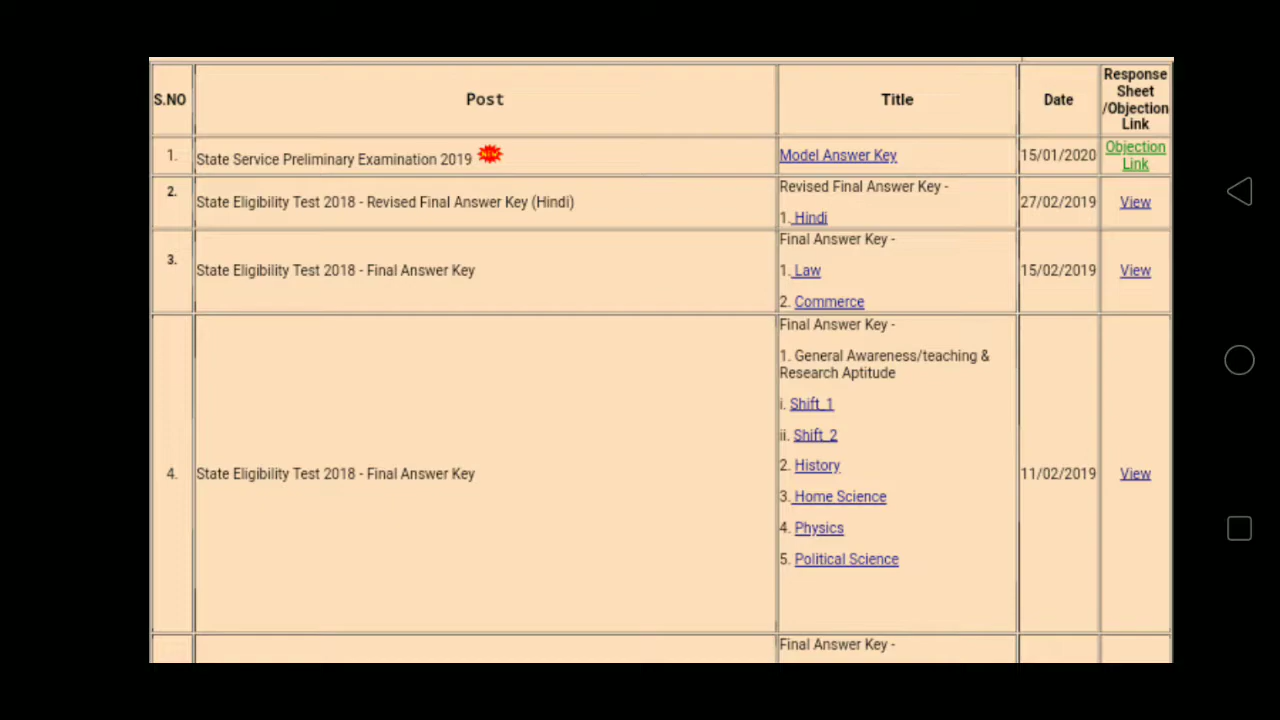 S.NO Post Title Date Response Sheet /Objection Link
1. State Service Preliminary Examination 2019 NEW Model Answer Key 15/01/2020 Objection Link
2. State Eligibility Test 2018 - Revised Final Answer Key (Hindi) Revised Final Answer Key - 27/02/2019 View
1. Hindi
3. State Eligibility Test 2018 - Final Answer Key Final Answer Key - 15/02/2019 View
1. Law
2. Commerce
4. State Eligibility Test 2018 - Final Answer Key Final Answer Key - 11/02/2019 View
1. General Awareness/teaching &
Research Aptitude
i. Shift_1
ii. Shift_2
2. History
3. Home Science
4. Physics
5. Political Science
Final Answer Key -